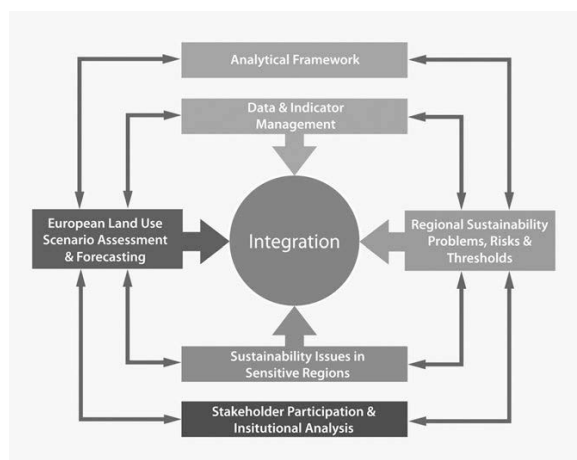 Analytical Framework
Data & Indicator
Management
European Land Use
Scenario Assessment
& Forecasting
Integration
Regional Sustainability
Problems, Risks &
Thresholds
Sustainability Issues in
Sensitive Regions
Stakeholder Participation &
Insitutional Analysis